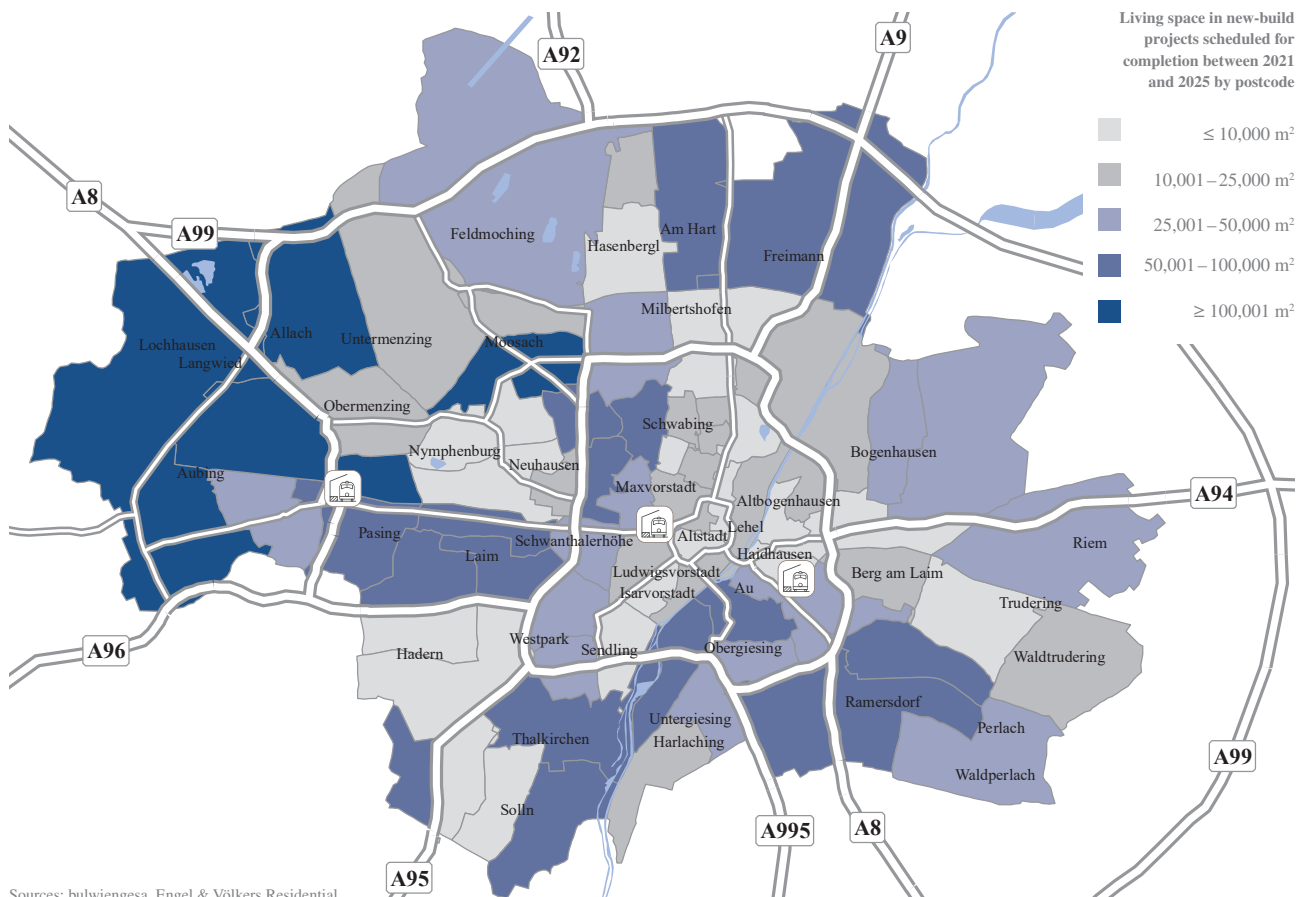 Living space in new-build
projects scheduled for
completion between 2021
and 2025 by postcode
≤ 10,000 m²
10,001–25,000 m²
25,001–50,000 m²
50,001–100,000 m²
≥ 100,001 m²
A92
A9
A8
A99
Feldmoching
Hasenbergl
Am Hart
Freimann
Milbertshofen
Lochhausen
Langwied
Allach
Untermenzing
Moosach
Obermenzing
Schwabing
Nymphenburg
Neuhausen
Bogenhausen
Aubing
Maxvorstadt
Altbogenhausen
A94
Pasing
Laim
Schwanthalerhöhe
Altstadt
Lehel
Haidhausen
Riem
Ludwigsvorstadt
Isarvorstadt
Au
Berg am Laim
Trudering
A96
Hadern
Westpark
Sendling
Obergiesing
Waldtrudering
Ramersdorf
Untergiesing
Harlaching
Thalkirchen
Perlach
Waldperlach
A99
Solln
A995
A8
A95
Sources: bulwiengesa, Engel & Völkers Residential